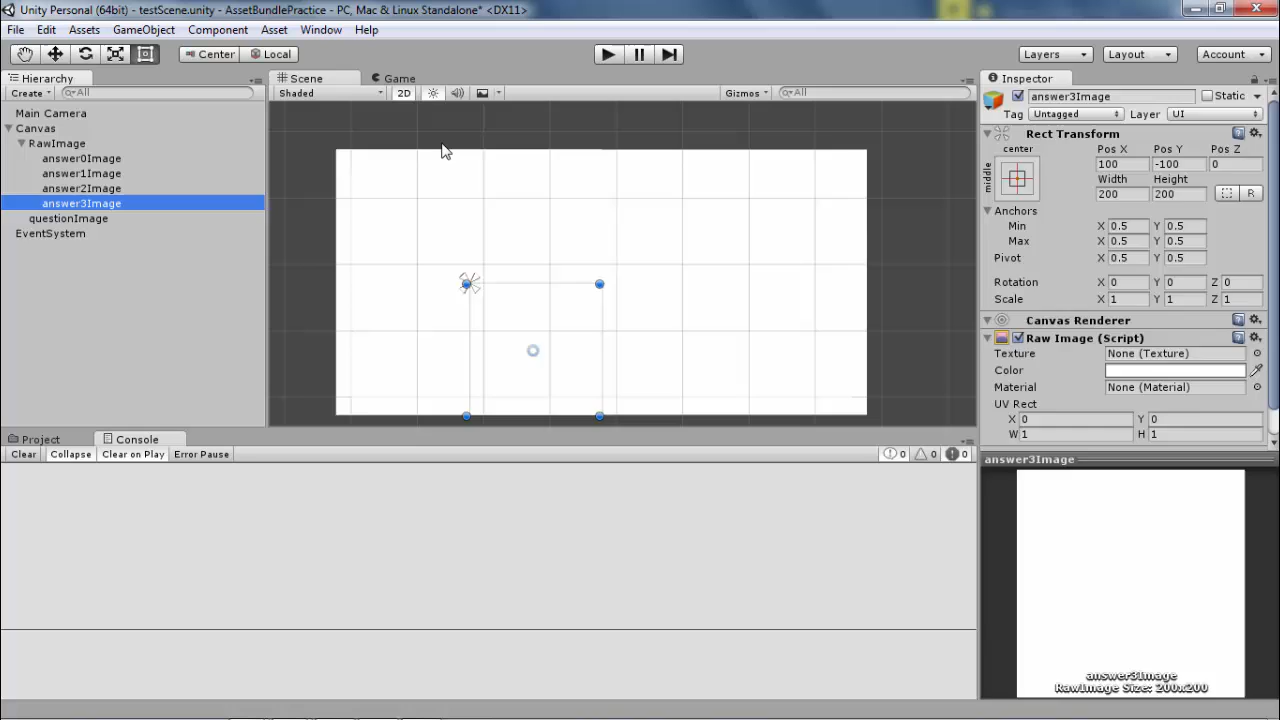 Unity Personal (64bit) - testScene.unity - AssetBundlePractice - PC, Mac & Linux Standalone* <DX11>
File Edit Assets GameObject Component Asset Window Help
Center Local Layers Layout Account
Hierarchy
Create All
Main Camera
Canvas
RawImage
answer0Image
answer1Image
answer2Image
answer3Image
questionImage
EventSystem
Scene Game
Shaded 2D Gizmos All
Inspector
answer3Image Static
Tag Untagged Layer UI
Rect Transform
center Pos X Pos Y Pos Z
middle 100 -100 0
Width Height
200 200 R
Anchors
Min X 0.5 Y 0.5
Max X 0.5 Y 0.5
Pivot X 0.5 Y 0.5
Rotation X 0 Y 0 Z 0
Scale X 1 Y 1 Z 1
Canvas Renderer
Raw Image (Script)
Texture None (Texture)
Color
Material None (Material)
UV Rect
X 0 Y 0
W 1 H 1
Project Console
Clear Collapse Clear on Play Error Pause 0 0 0
answer3Image
answer3Image
RawImage Size: 200x200